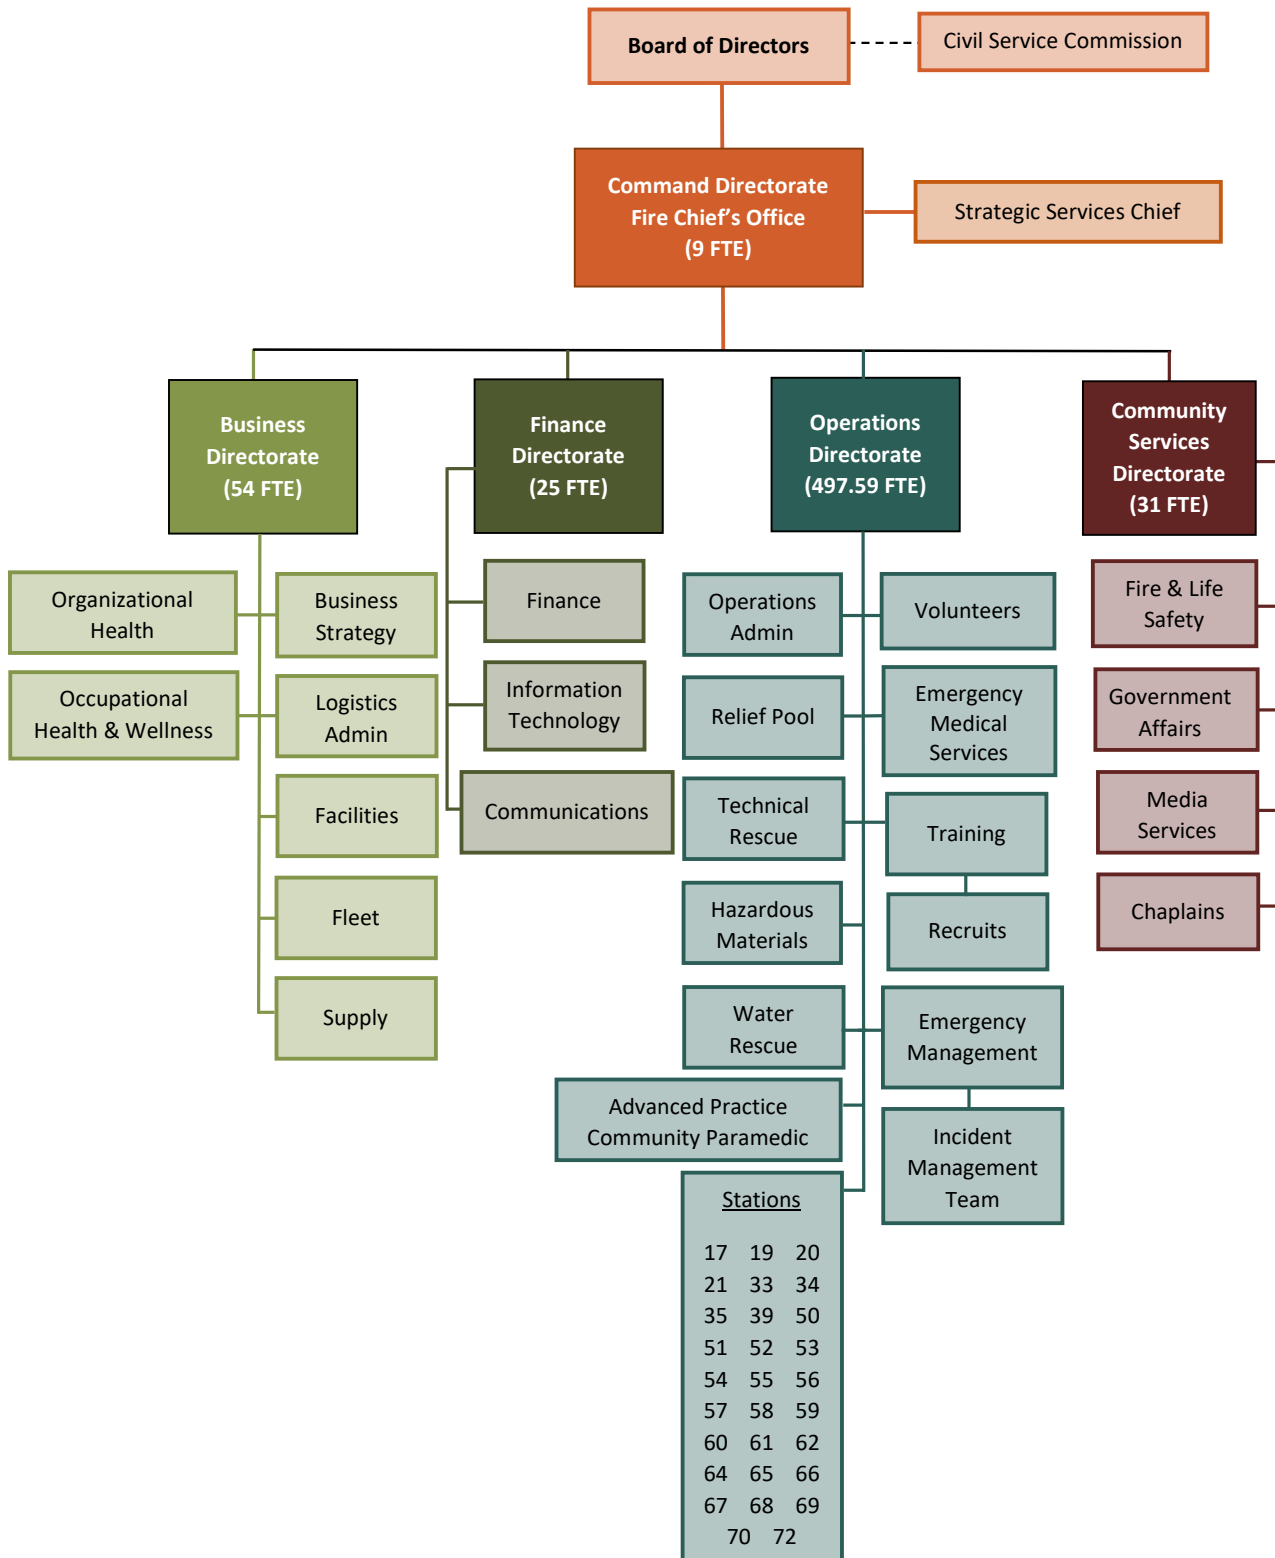 Board of Directors
Civil Service Commission
Command Directorate
Fire Chief’s Office
(9 FTE)
Strategic Services Chief
Business
Directorate
(54 FTE)
Finance
Directorate
(25 FTE)
Operations
Directorate
(497.59 FTE)
Community
Services
Directorate
(31 FTE)
Organizational
Health
Business
Strategy
Occupational
Health & Wellness
Logistics
Admin
Facilities
Fleet
Supply
Finance
Information
Technology
Communications
Operations
Admin
Volunteers
Relief Pool
Emergency
Medical
Services
Technical
Rescue
Training
Hazardous
Materials
Recruits
Water
Rescue
Emergency
Management
Advanced Practice
Community Paramedic
Incident
Management
Team
Stations
17 19 20
21 33 34
35 39 50
51 52 53
54 55 56
57 58 59
60 61 62
64 65 66
67 68 69
70 72
Fire & Life
Safety
Government
Affairs
Media
Services
Chaplains